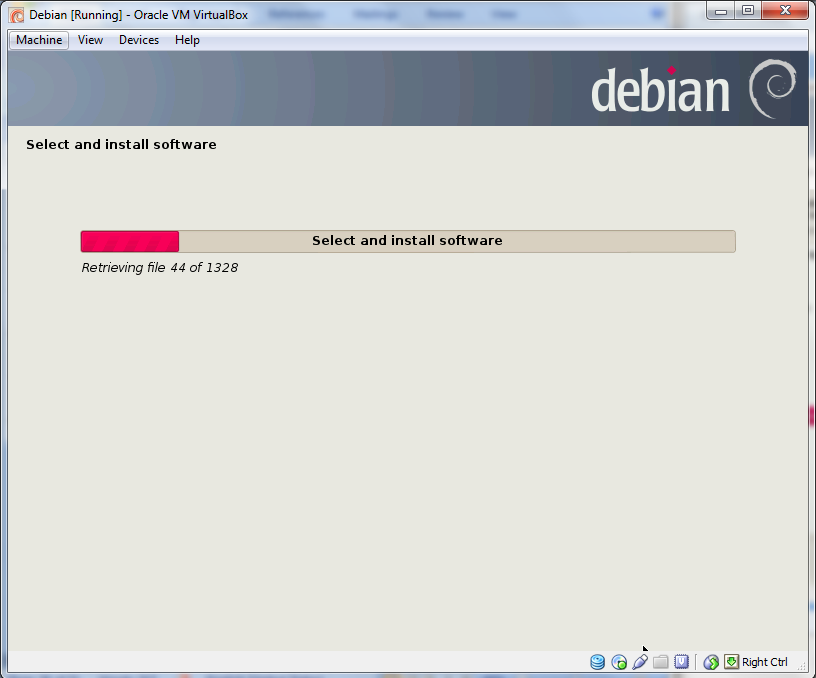 Debian [Running] - Oracle VM VirtualBox
Machine View Devices Help
debian
Select and install software
Select and install software
Retrieving file 44 of 1328
Right Ctrl